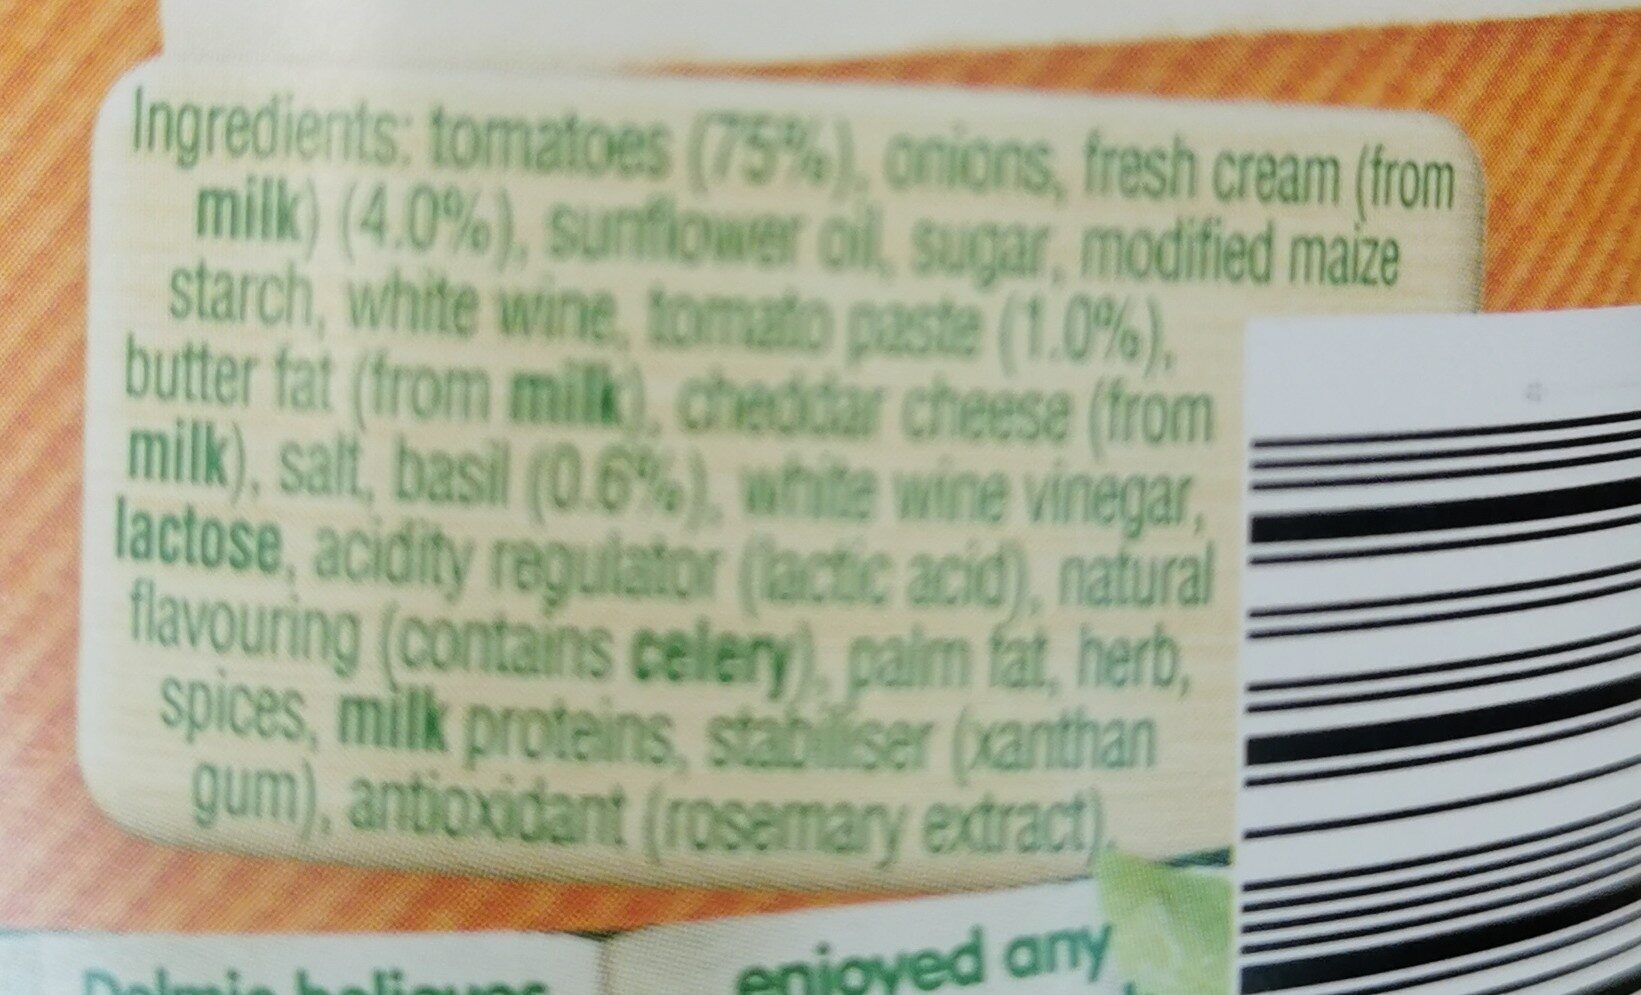 Ingredients: tomatoes (75%), onions, fresh cream (from
milk) (4.0%), sunflower oil, sugar, modified maize
starch, white wine, tomato paste (1.0%),
butter fat (from milk), cheddar cheese (from
milk), salt, basil (0.6%), white wine vinegar,
lactose, acidity regulator (lactic acid), natural
flavouring (contains celery), palm fat, herb,
spices, milk proteins, stabiliser (xanthan
gum), antioxidant (rosemary extract).
Dolmio believes
enjoyed any